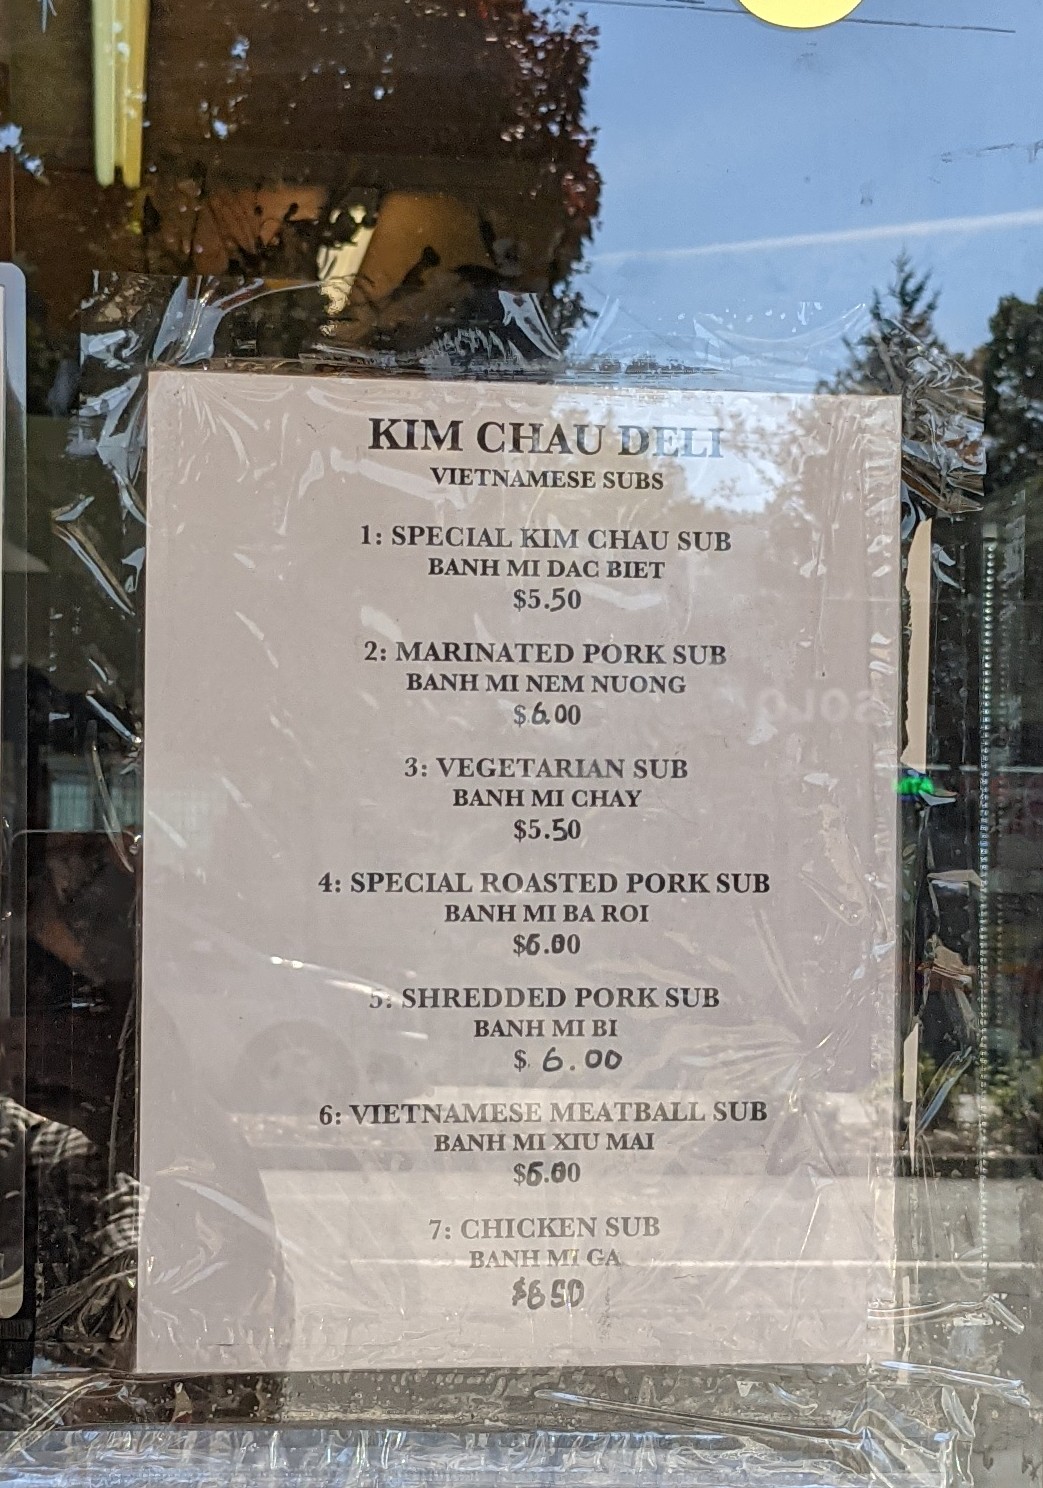 KIM CHAU DELI
VIETNAMESE SUBS
1: SPECIAL KIM CHAU SUB
BANH MI DAC BIET
$5.50
2: MARINATED PORK SUB
BANH MI NEM NUONG
$6.00
3: VEGETARIAN SUB
BANH MI CHAY
$5.50
4: SPECIAL ROASTED PORK SUB
BANH MI BA ROI
$6.00
5: SHREDDED PORK SUB
BANH MI BI
$ 6.00
6: VIETNAMESE MEATBALL SUB
BANH MI XIU MAI
$6.00
7: CHICKEN SUB
BANH MI GA
$6.50